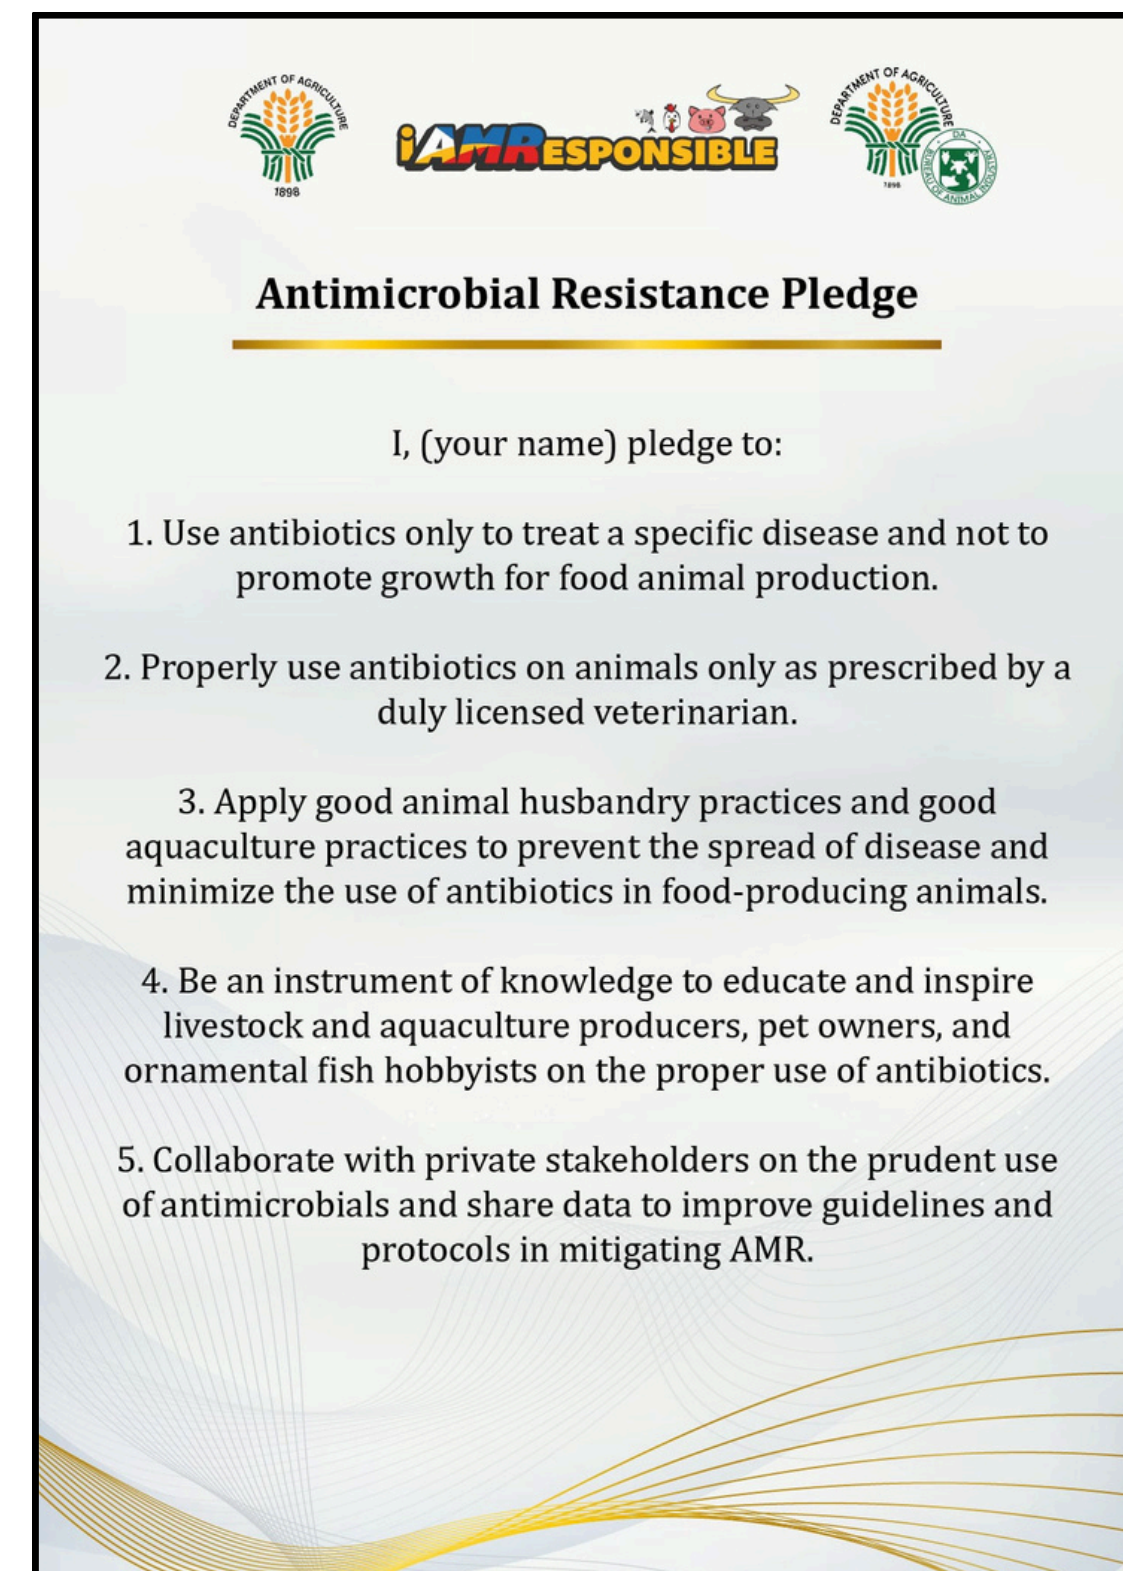 DEPARTMENT OF AGRICULTURE
1898
iAMResponsible
DEPARTMENT OF AGRICULTURE
1898
DA
BUREAU OF ANIMAL INDUSTRY
Antimicrobial Resistance Pledge
I, (your name) pledge to:
1. Use antibiotics only to treat a specific disease and not to
promote growth for food animal production.
2. Properly use antibiotics on animals only as prescribed by a
duly licensed veterinarian.
3. Apply good animal husbandry practices and good
aquaculture practices to prevent the spread of disease and
minimize the use of antibiotics in food-producing animals.
4. Be an instrument of knowledge to educate and inspire
livestock and aquaculture producers, pet owners, and
ornamental fish hobbyists on the proper use of antibiotics.
5. Collaborate with private stakeholders on the prudent use
of antimicrobials and share data to improve guidelines and
protocols in mitigating AMR.